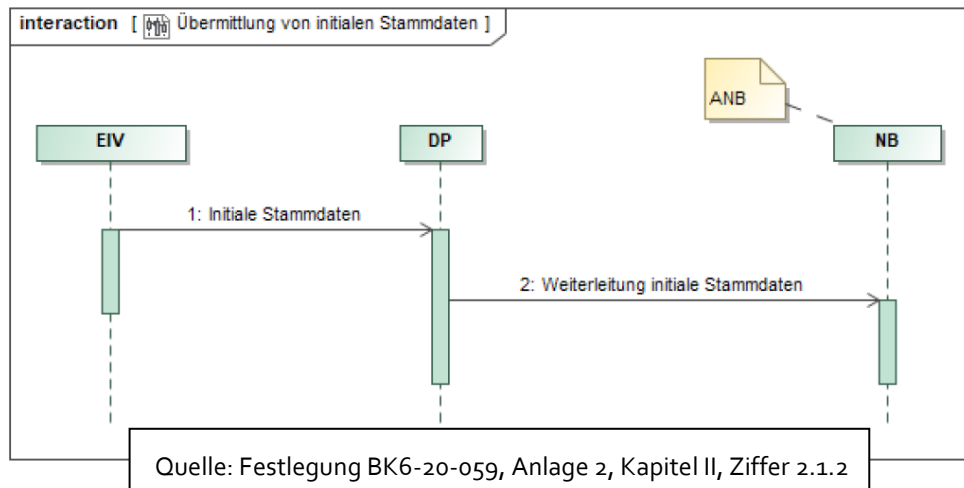 interaction [ Übermittlung von initialen Stammdaten ]
ANB
EIV
DP
NB
1: Initiale Stammdaten
2: Weiterleitung initiale Stammdaten
Quelle: Festlegung BK6-20-059, Anlage 2, Kapitel II, Ziffer 2.1.2